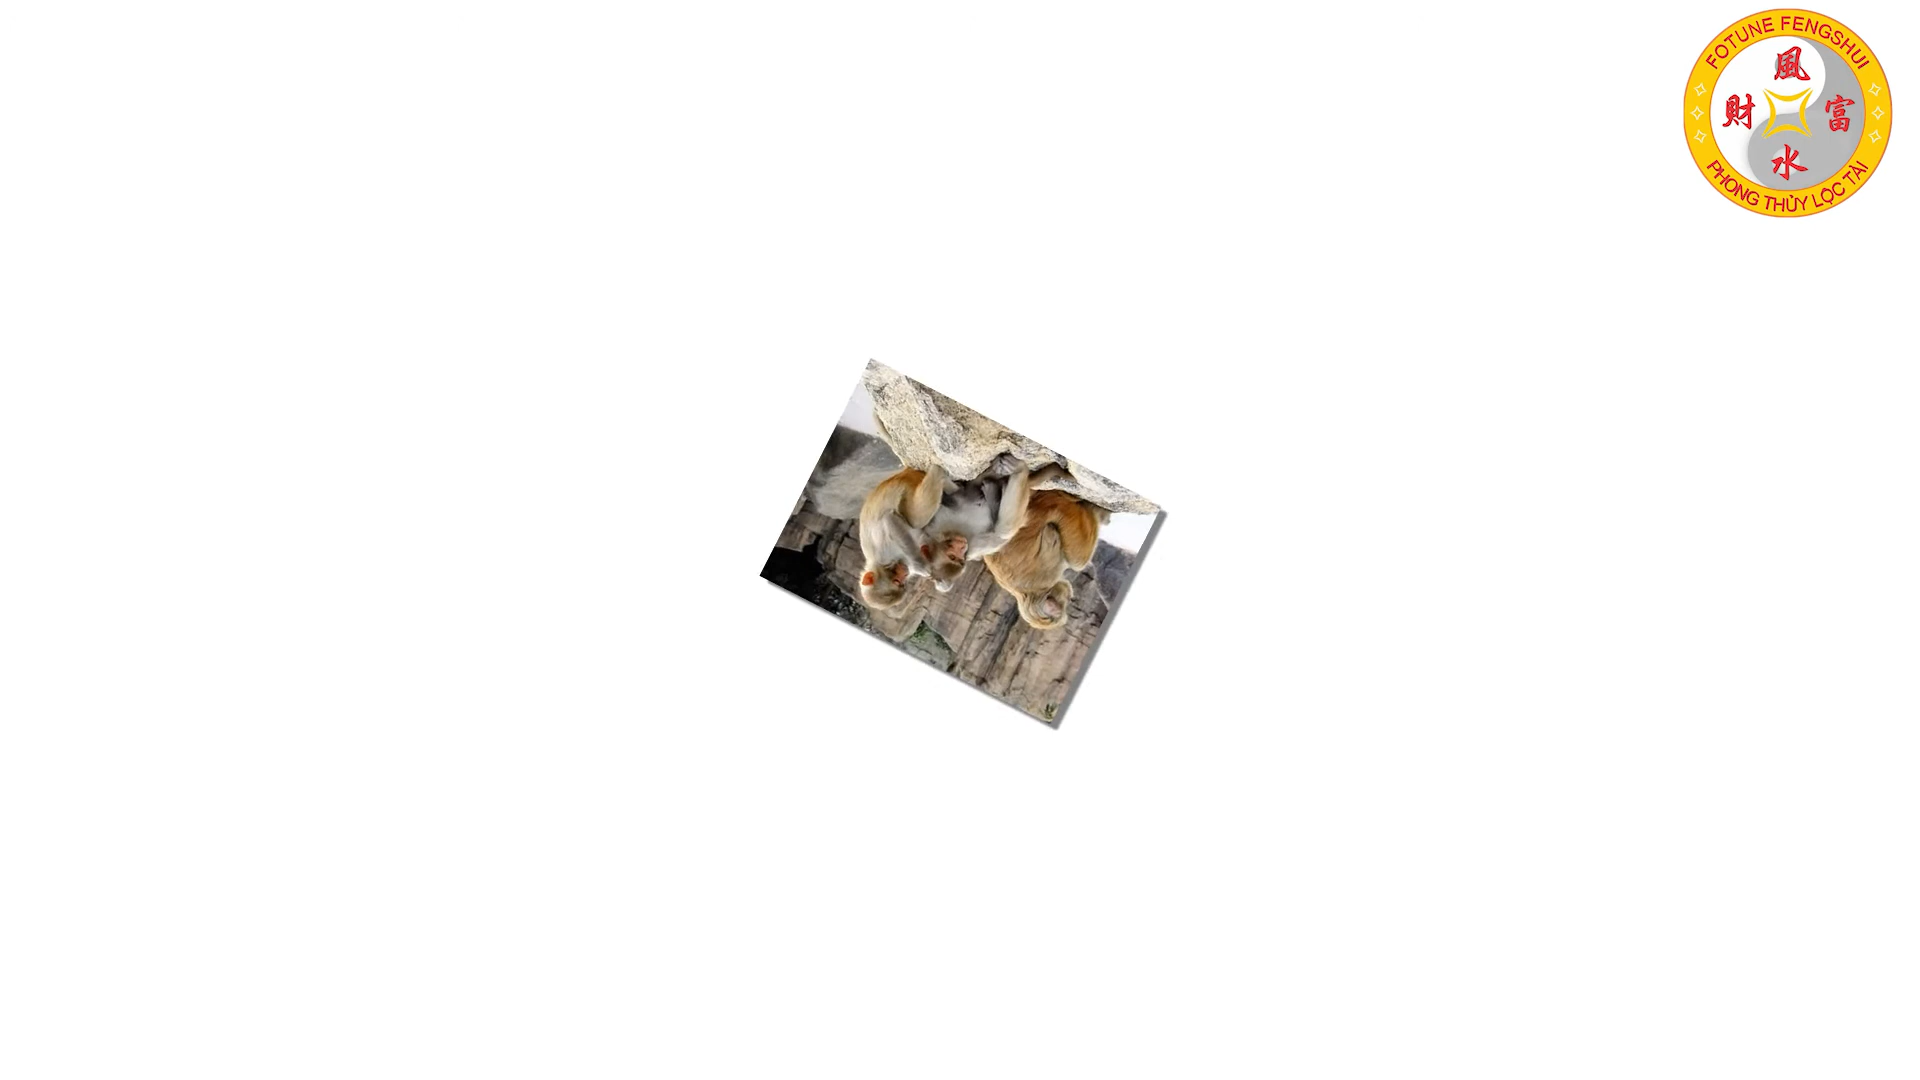 FOTUNE FENGSHUI
風
財 富
水
PHONG THỦY LỘC TÀI